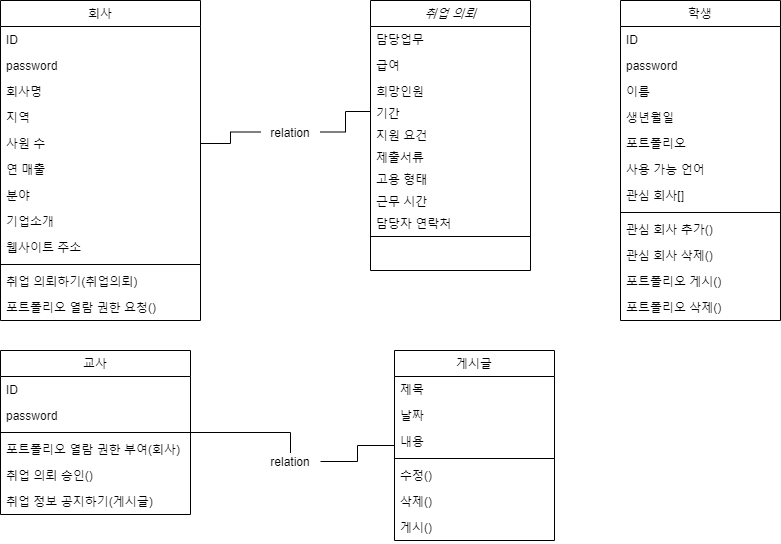 회사
ID
password
회사명
지역
사원 수
연 매출
분야
기업소개
웹사이트 주소
취업 의뢰하기(취업의뢰)
포트폴리오 열람 권한 요청()
relation
취업 의뢰
담당업무
급여
희망인원
기간
지원 요건
제출서류
고용 형태
근무 시간
담당자 연락처
학생
ID
password
이름
생년월일
포트폴리오
사용 가능 언어
관심 회사[]
관심 회사 추가()
관심 회사 삭제()
포트폴리오 게시()
포트폴리오 삭제()
교사
ID
password
포트폴리오 열람 권한 부여(회사)
취업 의뢰 승인()
취업 정보 공지하기(게시글)
relation
게시글
제목
날짜
내용
수정()
삭제()
게시()